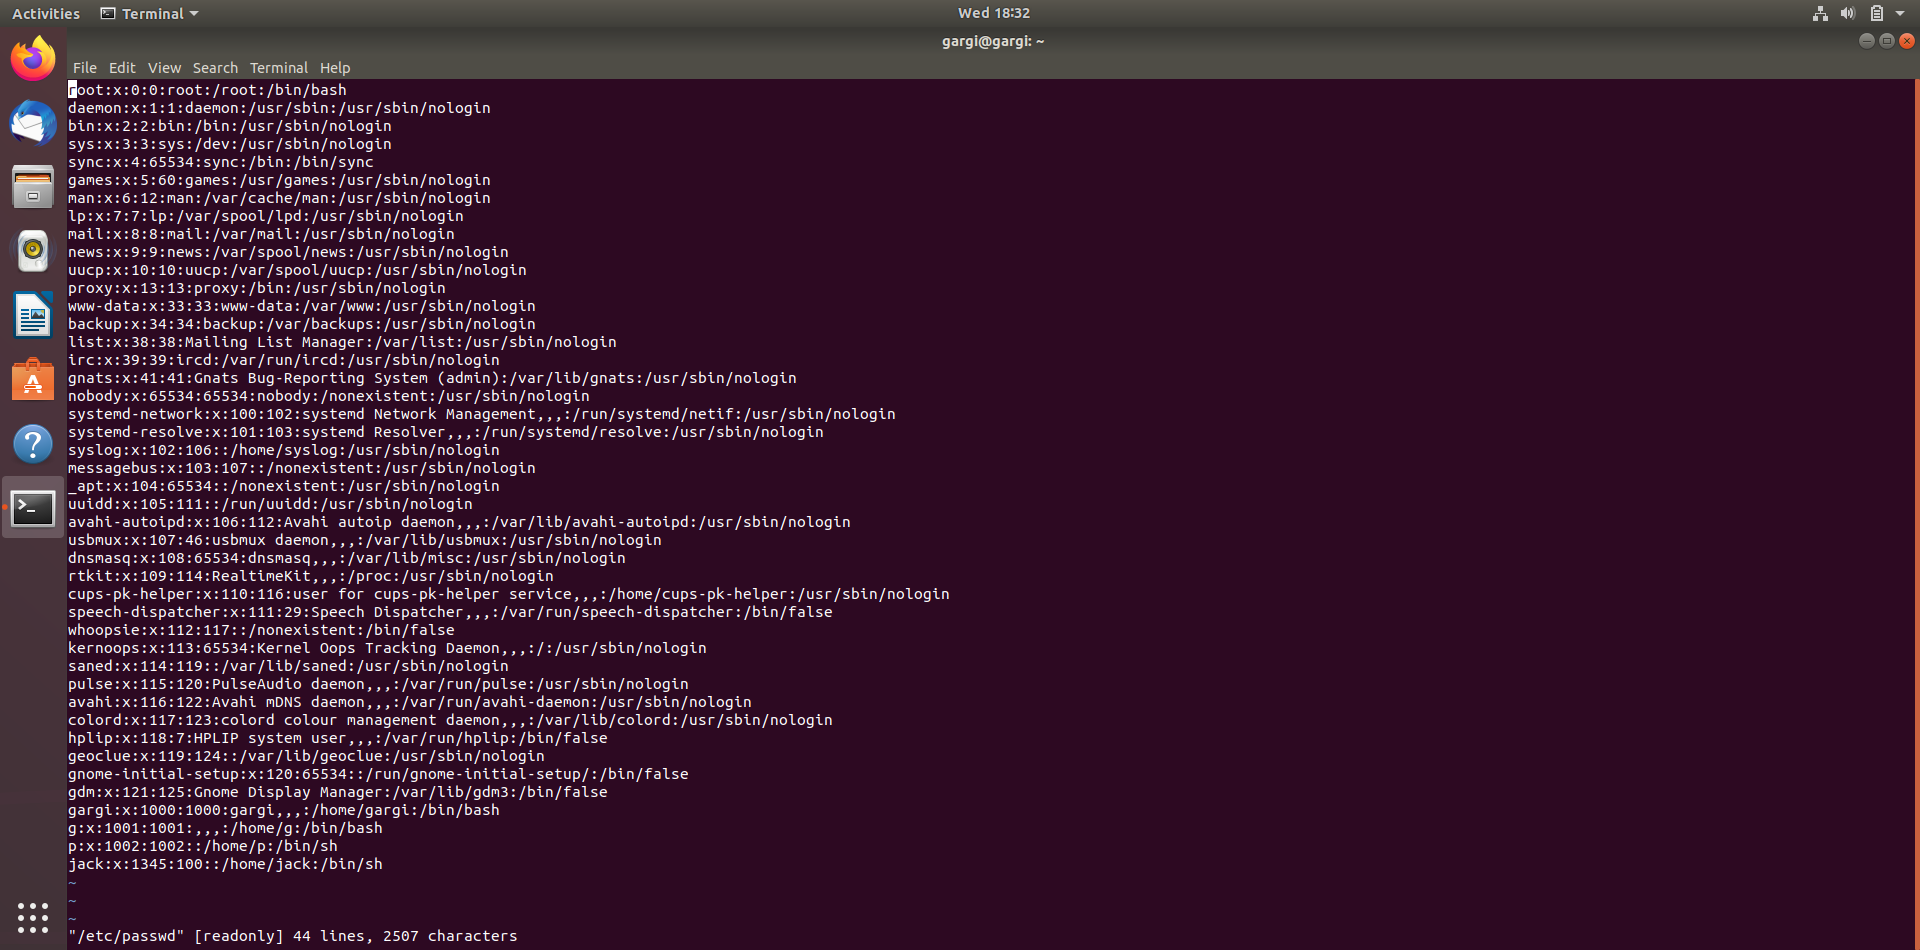 Activities Terminal Wed 18:32
gargi@gargi: ~
File Edit View Search Terminal Help
root:x:0:0:root:/root:/bin/bash
daemon:x:1:1:daemon:/usr/sbin:/usr/sbin/nologin
bin:x:2:2:bin:/bin:/usr/sbin/nologin
sys:x:3:3:sys:/dev:/usr/sbin/nologin
sync:x:4:65534:sync:/bin:/bin/sync
games:x:5:60:games:/usr/games:/usr/sbin/nologin
man:x:6:12:man:/var/cache/man:/usr/sbin/nologin
lp:x:7:7:lp:/var/spool/lpd:/usr/sbin/nologin
mail:x:8:8:mail:/var/mail:/usr/sbin/nologin
news:x:9:9:news:/var/spool/news:/usr/sbin/nologin
uucp:x:10:10:uucp:/var/spool/uucp:/usr/sbin/nologin
proxy:x:13:13:proxy:/bin:/usr/sbin/nologin
www-data:x:33:33:www-data:/var/www:/usr/sbin/nologin
backup:x:34:34:backup:/var/backups:/usr/sbin/nologin
list:x:38:38:Mailing List Manager:/var/list:/usr/sbin/nologin
irc:x:39:39:ircd:/var/run/ircd:/usr/sbin/nologin
gnats:x:41:41:Gnats Bug-Reporting System (admin):/var/lib/gnats:/usr/sbin/nologin
nobody:x:65534:65534:nobody:/nonexistent:/usr/sbin/nologin
systemd-network:x:100:102:systemd Network Management,,,:/run/systemd/netif:/usr/sbin/nologin
systemd-resolve:x:101:103:systemd Resolver,,,:/run/systemd/resolve:/usr/sbin/nologin
syslog:x:102:106::/home/syslog:/usr/sbin/nologin
messagebus:x:103:107::/nonexistent:/usr/sbin/nologin
_apt:x:104:65534::/nonexistent:/usr/sbin/nologin
uuidd:x:105:111::/run/uuidd:/usr/sbin/nologin
avahi-autoipd:x:106:112:Avahi autoip daemon,,,:/var/lib/avahi-autoipd:/usr/sbin/nologin
usbmux:x:107:46:usbmux daemon,,,:/var/lib/usbmux:/usr/sbin/nologin
dnsmasq:x:108:65534:dnsmasq,,,:/var/lib/misc:/usr/sbin/nologin
rtkit:x:109:114:RealtimeKit,,,:/proc:/usr/sbin/nologin
cups-pk-helper:x:110:116:user for cups-pk-helper service,,,:/home/cups-pk-helper:/usr/sbin/nologin
speech-dispatcher:x:111:29:Speech Dispatcher,,,:/var/run/speech-dispatcher:/bin/false
whoopsie:x:112:117::/nonexistent:/bin/false
kernoops:x:113:65534:Kernel Oops Tracking Daemon,,,:/:/usr/sbin/nologin
saned:x:114:119::/var/lib/saned:/usr/sbin/nologin
pulse:x:115:120:PulseAudio daemon,,,:/var/run/pulse:/usr/sbin/nologin
avahi:x:116:122:Avahi mDNS daemon,,,:/var/run/avahi-daemon:/usr/sbin/nologin
colord:x:117:123:colord colour management daemon,,,:/var/lib/colord:/usr/sbin/nologin
hplip:x:118:7:HPLIP system user,,,:/var/run/hplip:/bin/false
geoclue:x:119:124::/var/lib/geoclue:/usr/sbin/nologin
gnome-initial-setup:x:120:65534::/run/gnome-initial-setup/:/bin/false
gdm:x:121:125:Gnome Display Manager:/var/lib/gdm3:/bin/false
gargi:x:1000:1000:gargi,,,:/home/gargi:/bin/bash
g:x:1001:1001:,,,:/home/g:/bin/bash
p:x:1002:1002::/home/p:/bin/sh
jack:x:1345:100::/home/jack:/bin/sh
~
~
~
"/etc/passwd" [readonly] 44 lines, 2507 characters